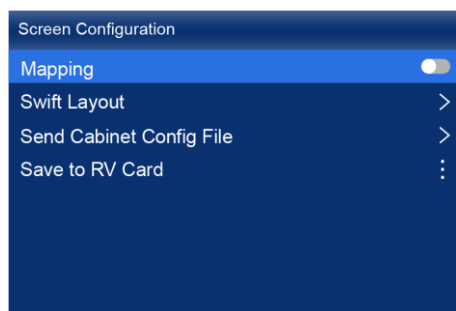 Screen Configuration
Mapping
Swift Layout
Send Cabinet Config File
Save to RV Card